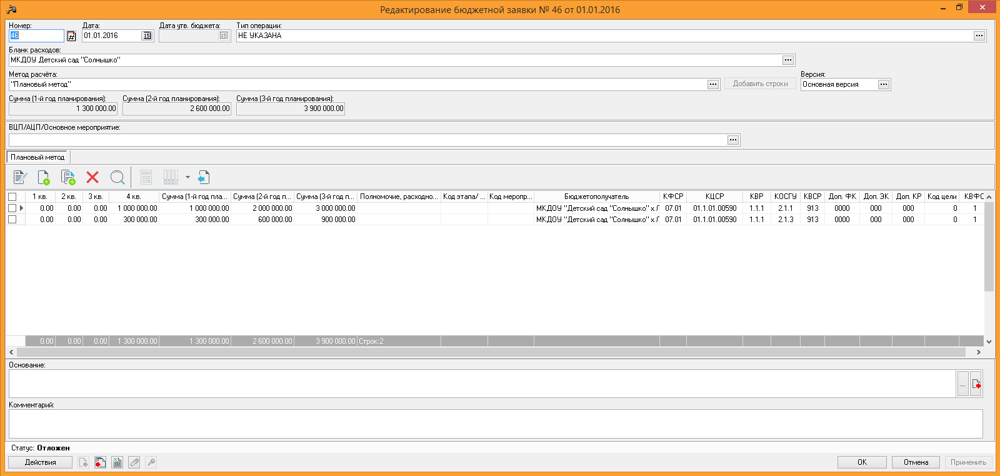 Редактирование бюджетной заявки № 46 от 01.01.2016
Номер: Дата: Дата утв. бюджета: Тип операции:
46 01.01.2016 15 15 НЕ УКАЗАНА ...
Бланк расходов:
МКДОУ Детский сад "Солнышко" ...
Метод расчёта: Версия:
"Плановый метод" ... Добавить строки Основная версия ...
Сумма (1-й год планирования): Сумма (2-й год планирования): Сумма (3-й год планирования):
1 300 000.00 2 600 000.00 3 900 000.00
ВЦП/АЦП/Основное мероприятие:
...
Плановый метод
1 кв. 2 кв. 3 кв. 4 кв. Сумма (1-й год пла... Сумма (2-й год п... Сумма (3-й год п... Полномочие, расходно... Код этапа/ ... Код меропр... Бюджетополучатель КФСР КЦСР КВР КОСГУ КВСР Доп. ФК Доп. ЭК Доп. КР Код цели КВФС
0.00 0.00 0.00 1 000 000.00 1 000 000.00 2 000 000.00 3 000 000.00 МКДОУ "Детский сад "Солнышко" х.Г 07.01 01.1.01.00590 1.1.1 2.1.1 913 0000 000 000 0 1
0.00 0.00 0.00 300 000.00 300 000.00 600 000.00 900 000.00 МКДОУ "Детский сад "Солнышко" х.Г 07.01 01.1.01.00590 1.1.1 2.1.3 913 0000 000 000 0 1
0.00 0.00 0.00 1 300 000.00 1 300 000.00 2 600 000.00 3 900 000.00 Строк:2
Основание:
...
Комментарий:
Статус: Отложен
Действия ОК Отмена Применить